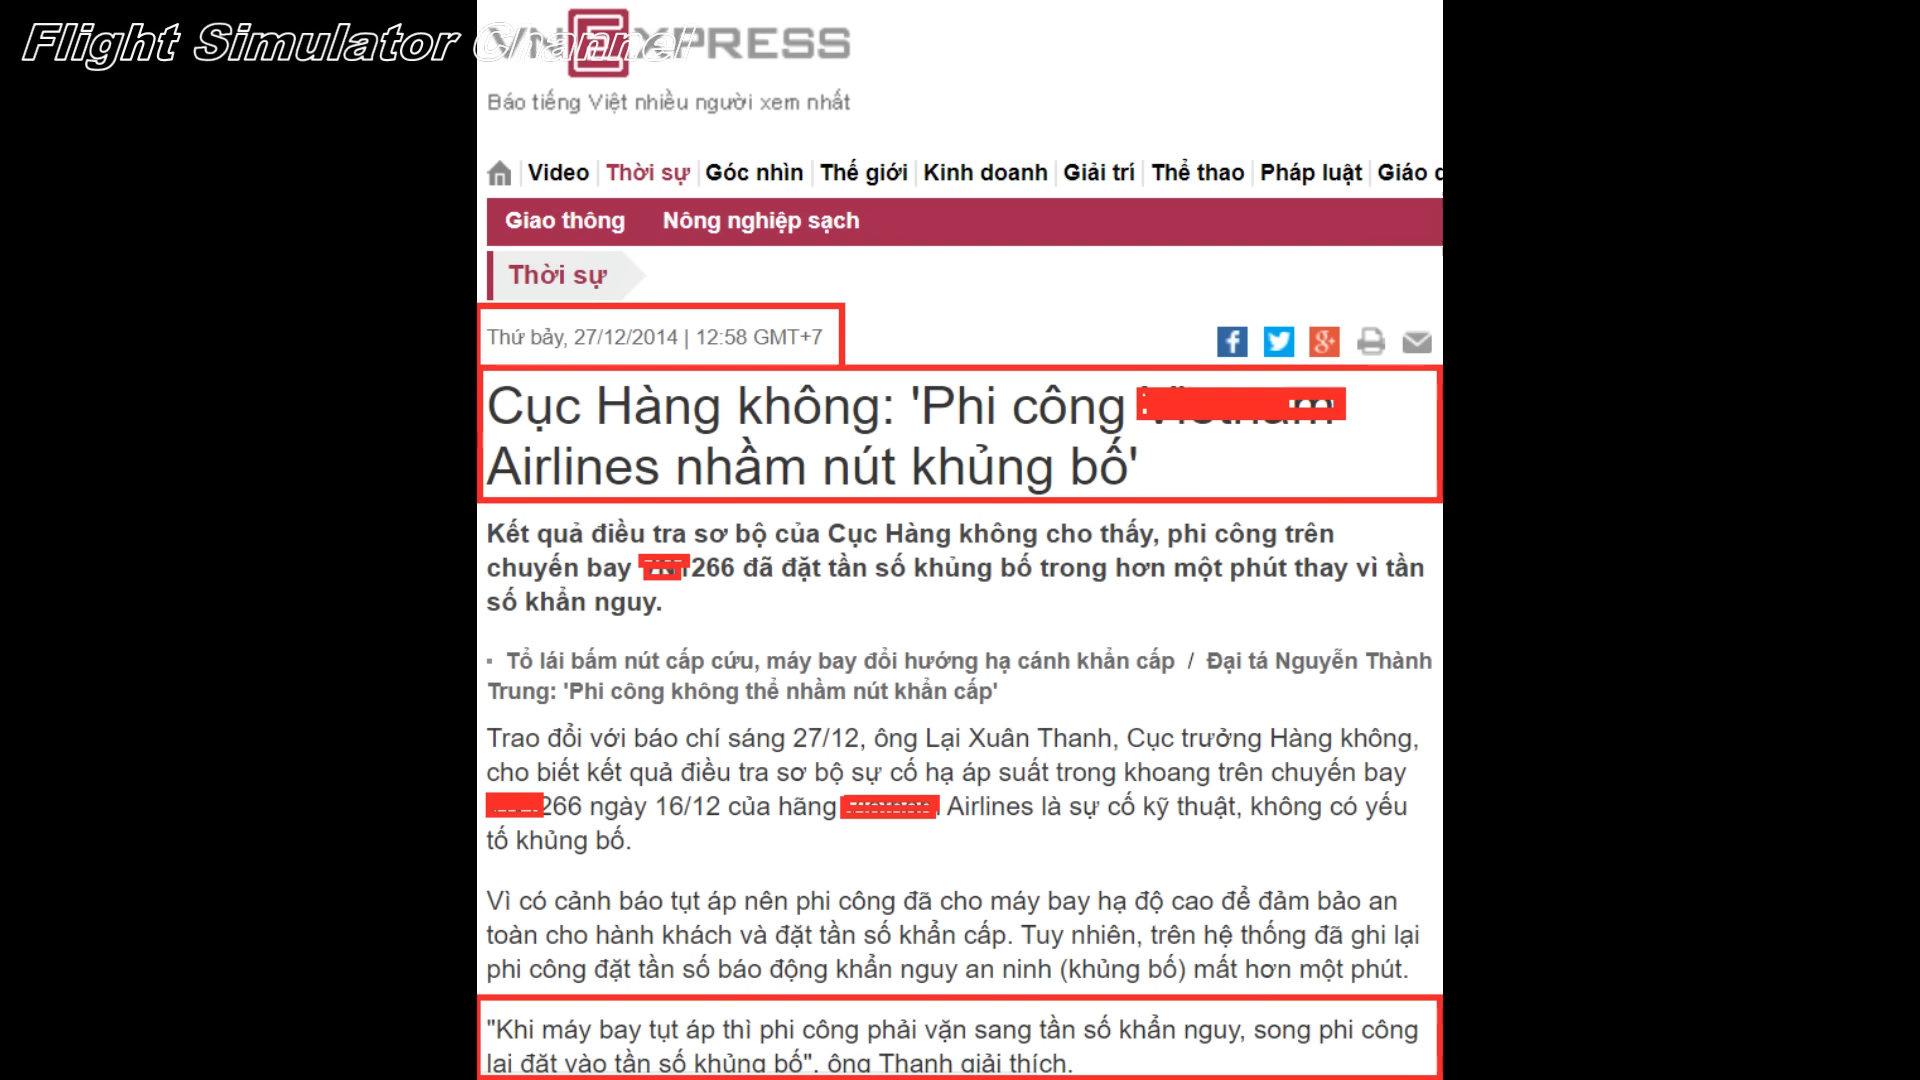 Flight Simulator Channel
VNEXPRESS
Báo tiếng Việt nhiều người xem nhất
Video Thời sự Góc nhìn Thế giới Kinh doanh Giải trí Thể thao Pháp luật Giáo
Giao thông Nông nghiệp sạch
Thời sự
Thứ bảy, 27/12/2014 | 12:58 GMT+7
Cục Hàng không: 'Phi công
Airlines nhầm nút khủng bố'
Kết quả điều tra sơ bộ của Cục Hàng không cho thấy, phi công trên
chuyến bay 1266 đã đặt tần số khủng bố trong hơn một phút thay vì tần
số khẩn nguy.
▪ Tổ lái bấm nút cấp cứu, máy bay đổi hướng hạ cánh khẩn cấp / Đại tá Nguyễn Thành
Trung: 'Phi công không thể nhầm nút khẩn cấp'
Trao đổi với báo chí sáng 27/12, ông Lại Xuân Thanh, Cục trưởng Hàng không,
cho biết kết quả điều tra sơ bộ sự cố hạ áp suất trong khoang trên chuyến bay
266 ngày 16/12 của hãng Airlines là sự cố kỹ thuật, không có yếu
tố khủng bố.
Vì có cảnh báo tụt áp nên phi công đã cho máy bay hạ độ cao để đảm bảo an
toàn cho hành khách và đặt tần số khẩn cấp. Tuy nhiên, trên hệ thống đã ghi lại
phi công đặt tần số báo động khẩn nguy an ninh (khủng bố) mất hơn một phút.
"Khi máy bay tụt áp thì phi công phải vặn sang tần số khẩn nguy, song phi công
lại đặt vào tần số khủng bố", ông Thanh giải thích.